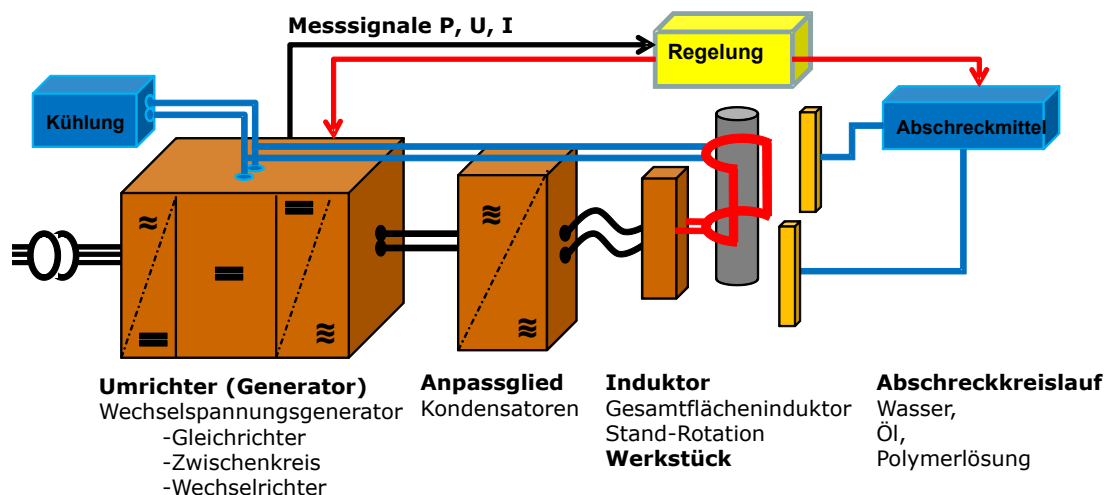 Messsignale P, U, I
Regelung
Kühlung
Abschreckmittel
Umrichter (Generator)
Wechselspannungsgenerator
-Gleichrichter
-Zwischenkreis
-Wechselrichter
Anpassglied
Kondensatoren
Induktor
Gesamtflächeninduktor
Stand-Rotation
Werkstück
Abschreckkreislauf
Wasser,
Öl,
Polymerlösung